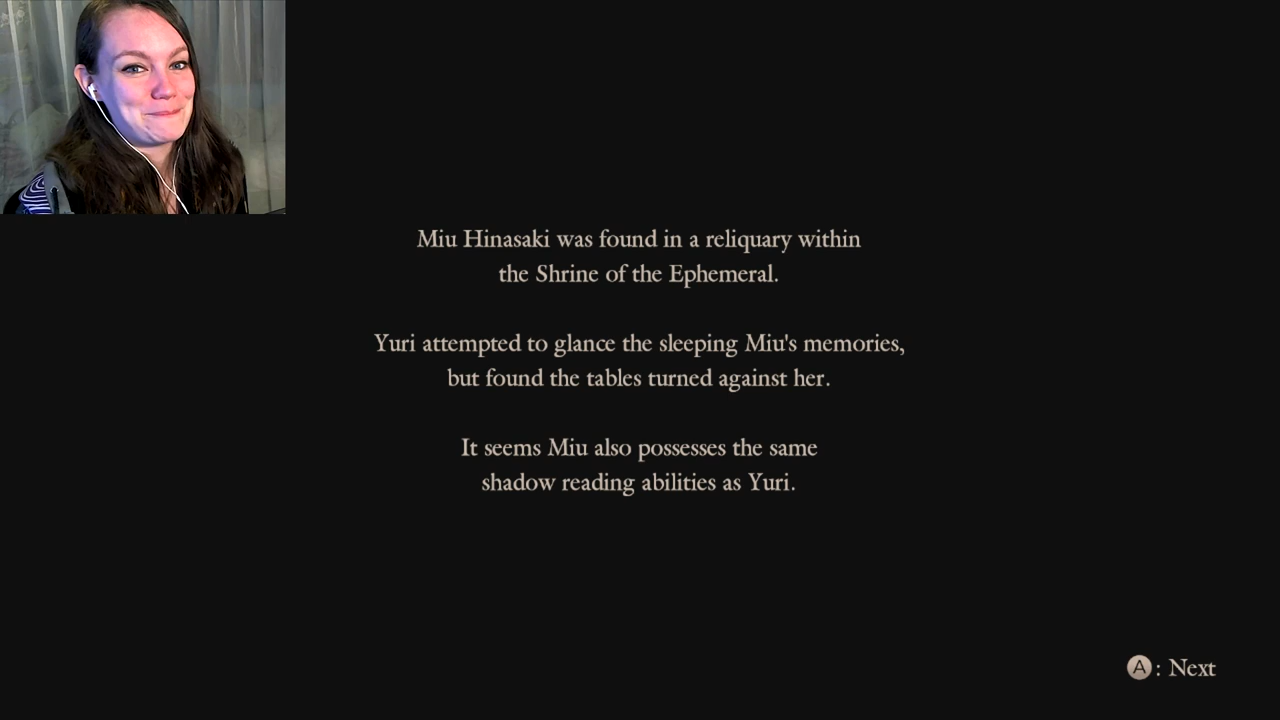 Miu Hinasaki was found in a reliquary within
the Shrine of the Ephemeral.
Yuri attempted to glance the sleeping Miu's memories,
but found the tables turned against her.
It seems Miu also possesses the same
shadow reading abilities as Yuri.
A: Next